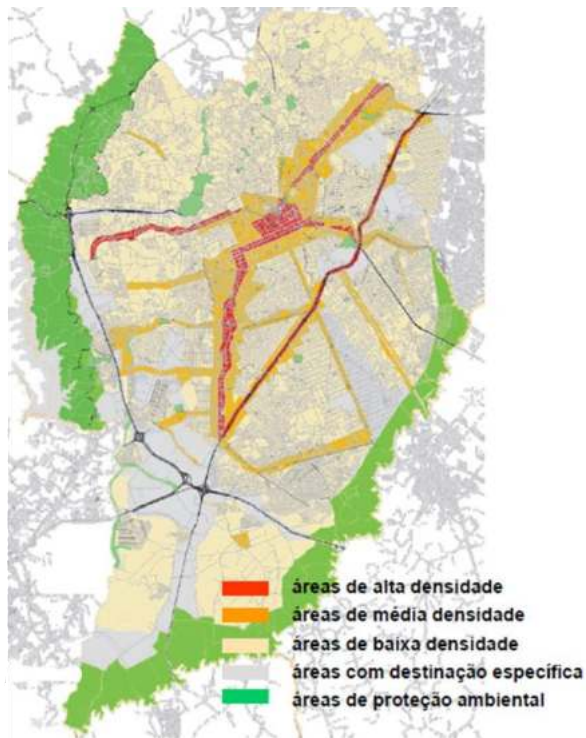 áreas de alta densidade
áreas de média densidade
áreas de baixa densidade
áreas com destinação específica
áreas de proteção ambiental